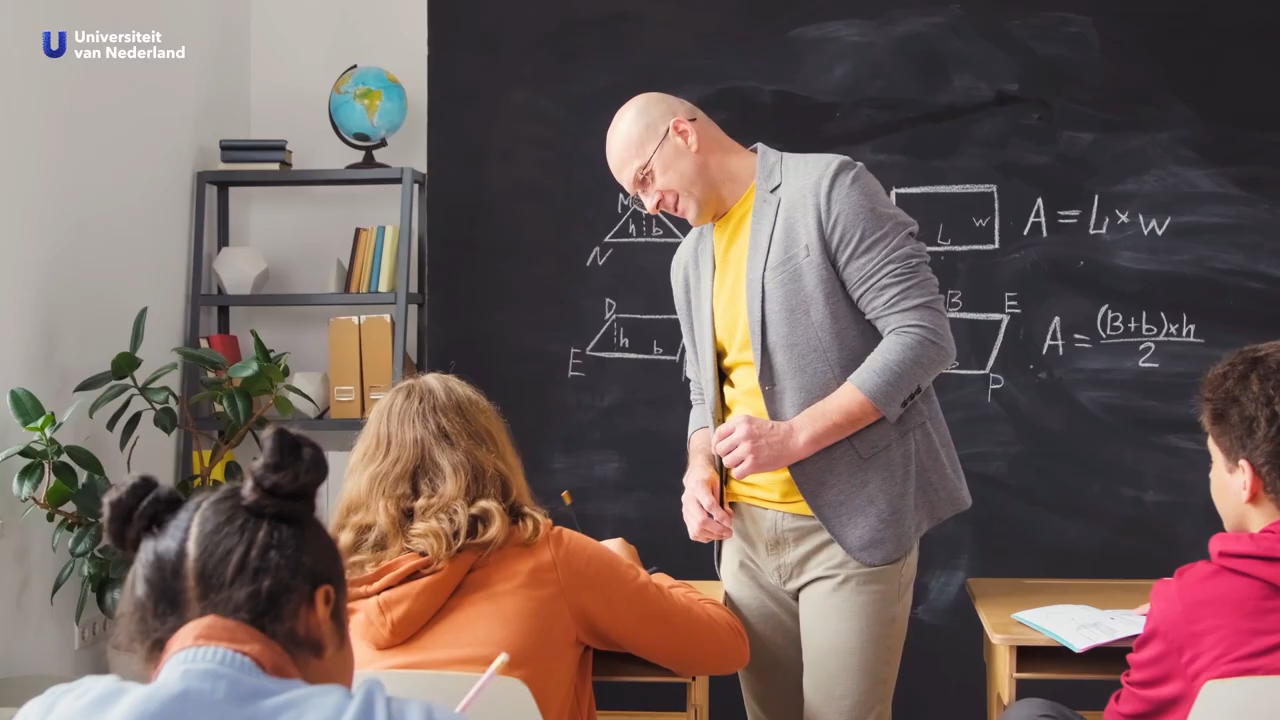 Universiteit
van Nederland
M
h b
N
w
L
A = L × w
D
h b
E
B E
A = (B+b)×h
2
P